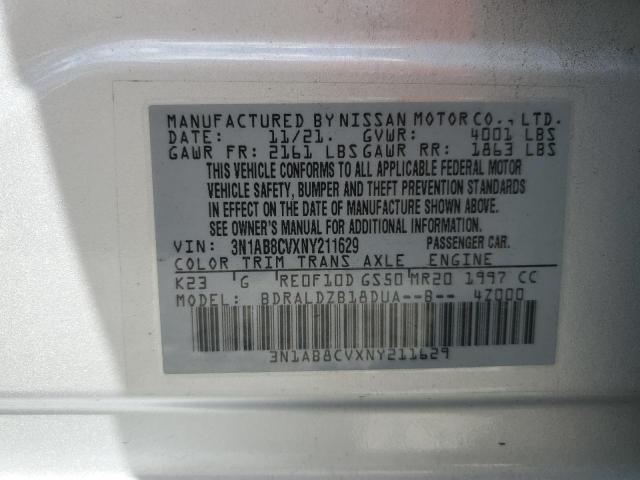 MANUFACTURED BY NISSAN MOTOR CO., LTD.
DATE: 11/21. GVWR: 4001 LBS
GAWR FR: 2161 LBS GAWR RR: 1863 LBS
THIS VEHICLE CONFORMS TO ALL APPLICABLE FEDERAL MOTOR
VEHICLE SAFETY, BUMPER AND THEFT PREVENTION STANDARDS
IN EFFECT ON THE DATE OF MANUFACTURE SHOWN ABOVE.
SEE OWNER'S MANUAL FOR ADDITIONAL INFORMATION.
VIN: 3N1AB8CVXNY211629 PASSENGER CAR.
COLOR TRIM TRANS AXLE ENGINE
K23 G RE0F10D GS50 MR20 1997 CC
MODEL: BDRALDZB18DUA--B-- 4Z000
3N1AB8CVXNY211629